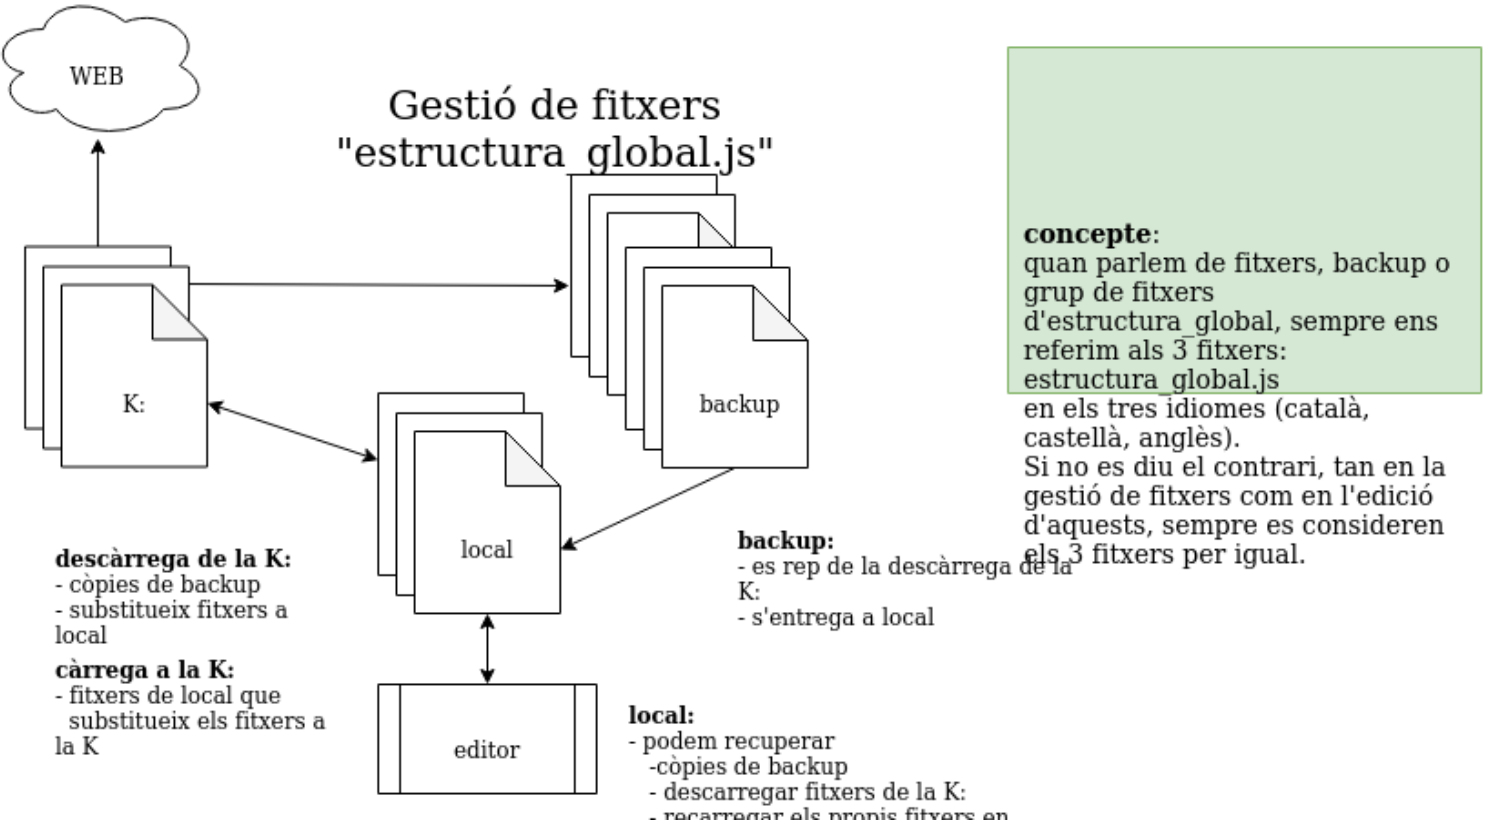 WEB
Gestió de fitxers
"estructura_global.js"
K:
backup
local
editor
descàrrega de la K:
- còpies de backup
- substitueix fitxers a
local
càrrega a la K:
- fitxers de local que
substitueix els fitxers a
la K
backup:
- es rep de la descàrrega de la
K:
- s'entrega a local
local:
- podem recuperar
-còpies de backup
- descarregar fitxers de la K:
- recarregar els propis fitxers en
concepte:
quan parlem de fitxers, backup o
grup de fitxers
d'estructura_global, sempre ens
referim als 3 fitxers:
estructura_global.js
en els tres idiomes (català,
castellà, anglès).
Si no es diu el contrari, tan en la
gestió de fitxers com en l'edició
d'aquests, sempre es consideren
els 3 fitxers per igual.